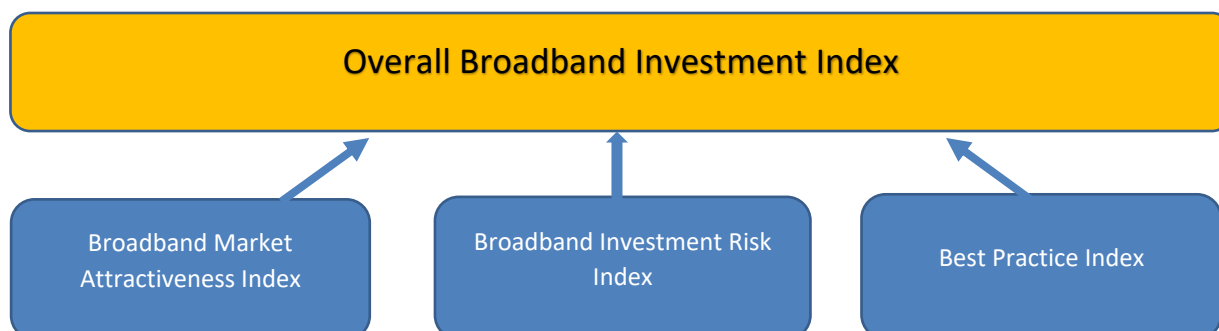 Overall Broadband Investment Index
Broadband Market
Attractiveness Index
Broadband Investment Risk
Index
Best Practice Index